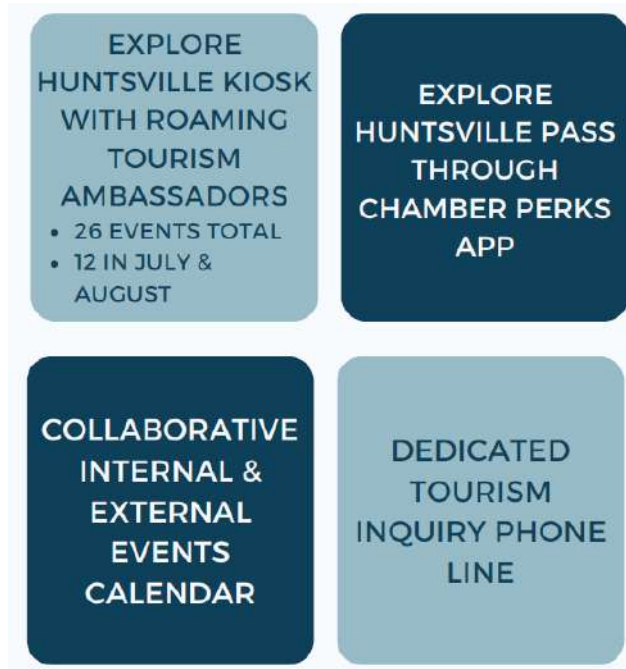 EXPLORE
HUNTSVILLE KIOSK
WITH ROAMING
TOURISM
AMBASSADORS
• 26 EVENTS TOTAL
• 12 IN JULY &
AUGUST
EXPLORE
HUNTSVILLE PASS
THROUGH
CHAMBER PERKS
APP
COLLABORATIVE
INTERNAL &
EXTERNAL
EVENTS
CALENDAR
DEDICATED
TOURISM
INQUIRY PHONE
LINE